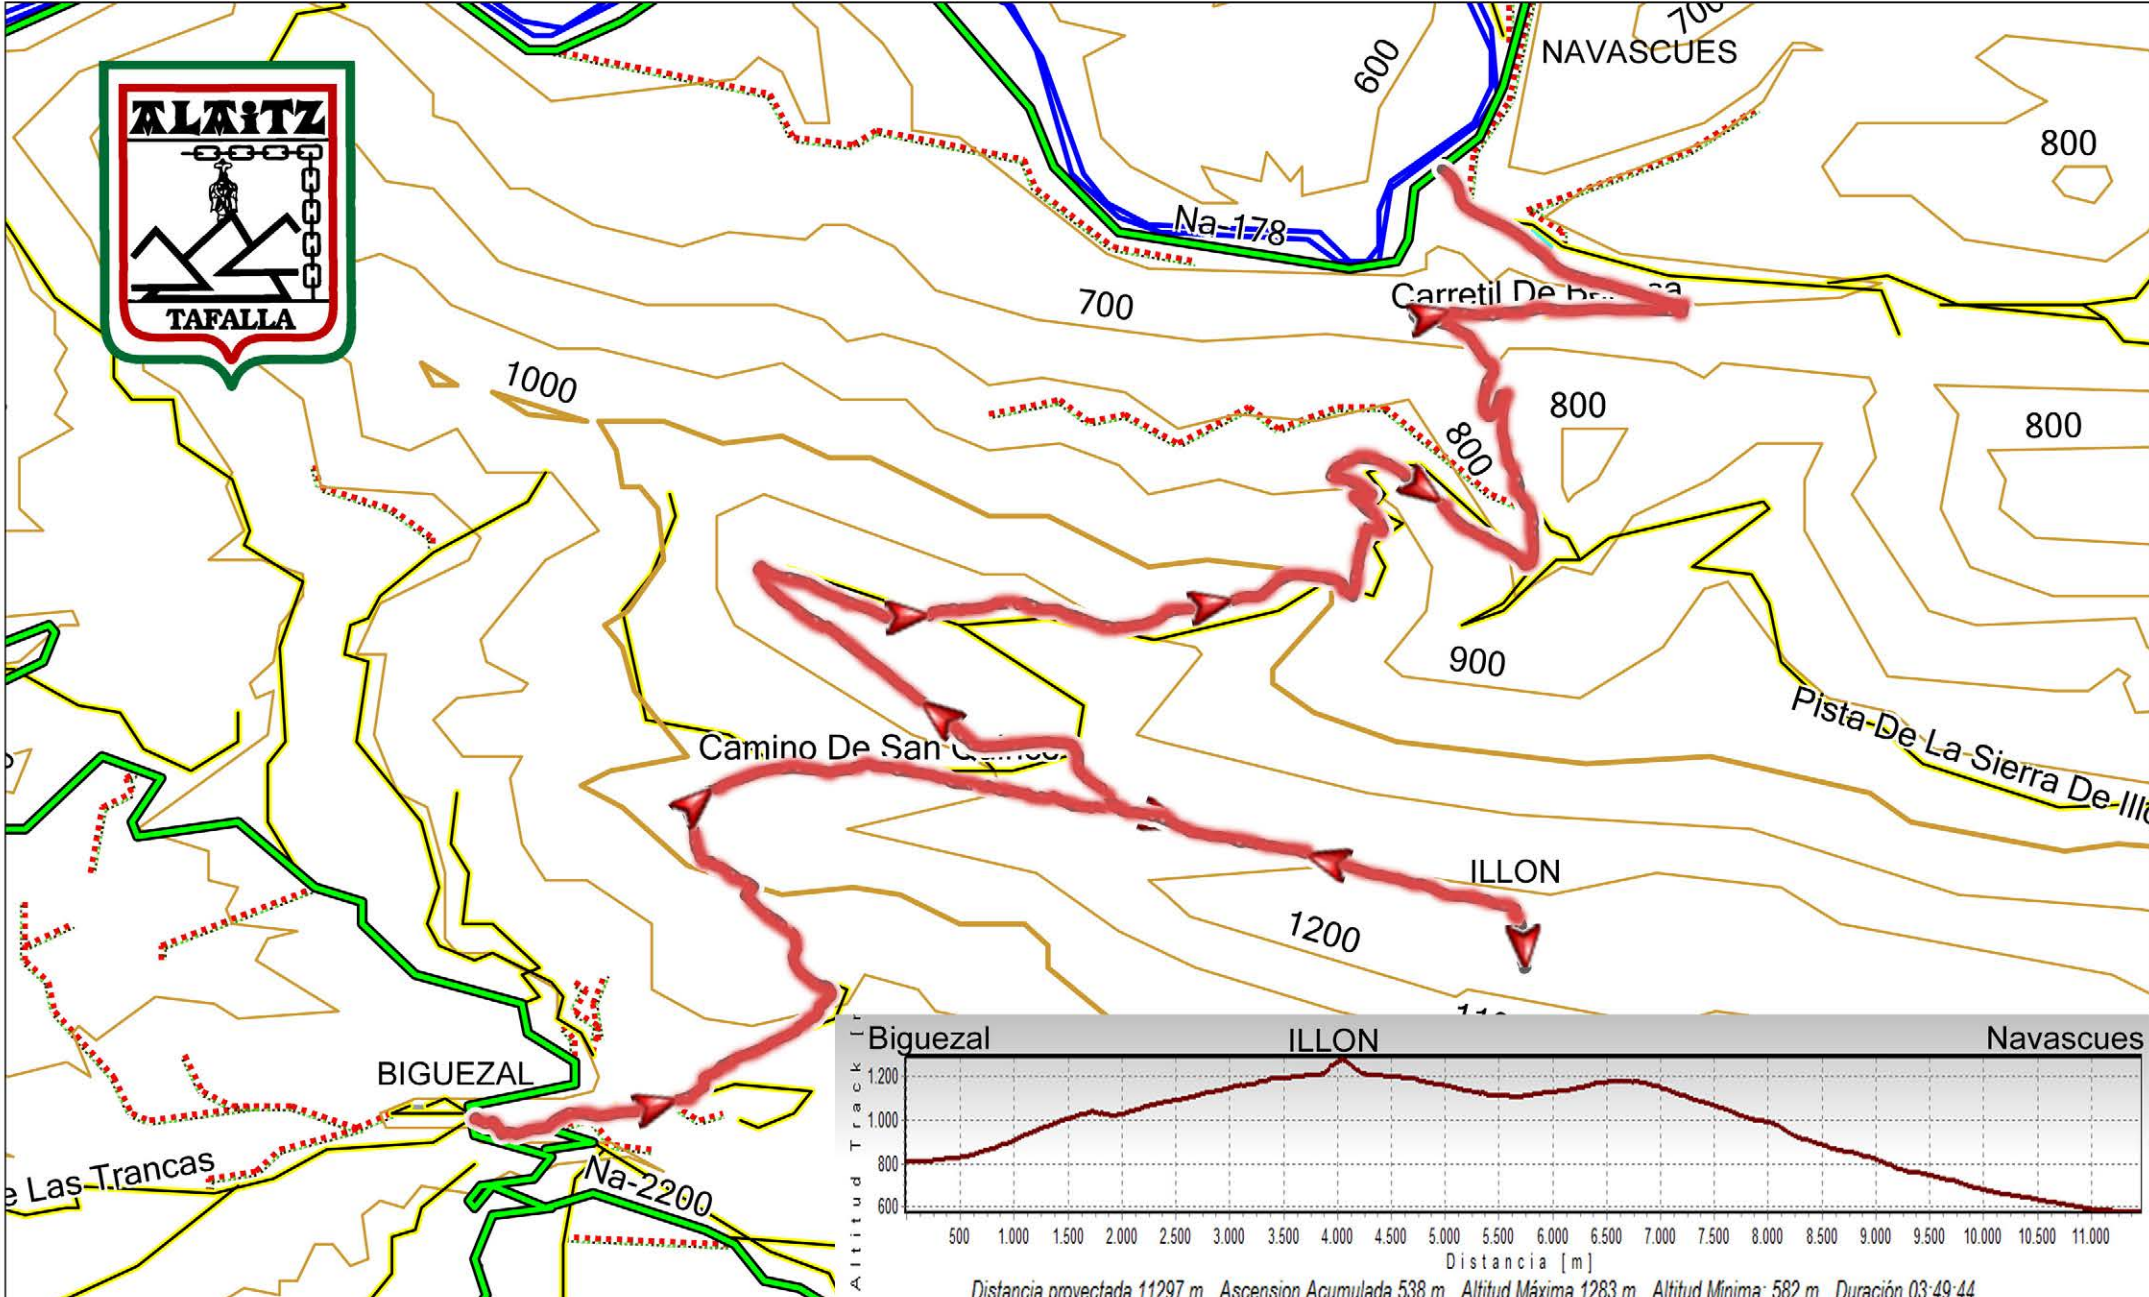 700
NAVASCUES
600
ALAiTZ
TAFALLA
800
Na-178
Carretil De
700
1000
800
800
800
900
Pista De La Sierra De
Camino De San
ILLON
1200
BIGUEZAL
Las Trancas
Na-2200
Biguezal ILLON Navascues
Altitud Track
1.200
1.000
800
600
500 1.000 1.500 2.000 2.500 3.000 3.500 4.000 4.500 5.000 5.500 6.000 6.500 7.000 7.500 8.000 8.500 9.000 9.500 10.000 10.500 11.000
Distancia [m]
Distancia proyectada 11297 m Ascension Acumulada 538 m Altitud Máxima 1283 m Altitud Mínima: 582 m Duración 03:49:44